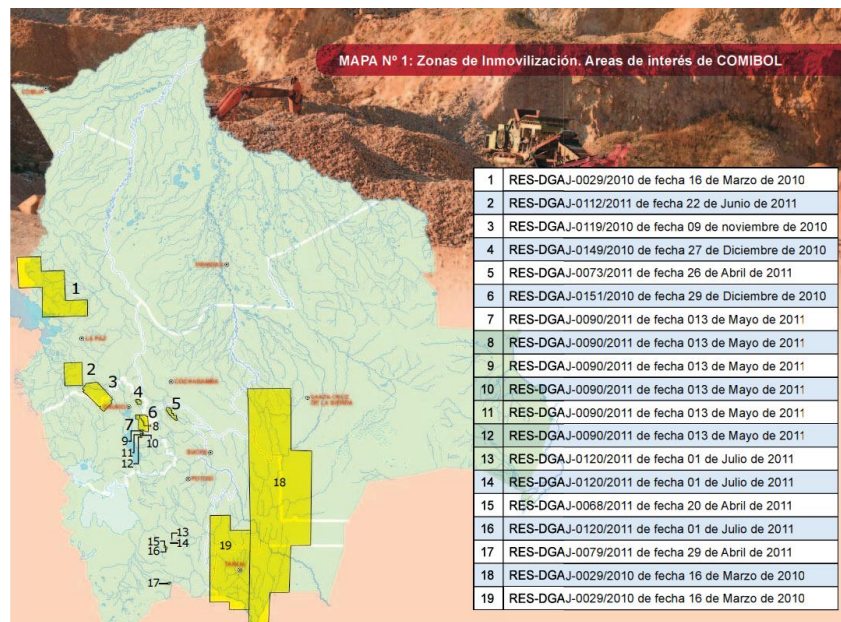 MAPA Nº 1: Zonas de Inmovilización. Areas de interés de COMIBOL
COBIJA
TRINIDAD
1
LA PAZ
2
3
4
5
COCHABAMBA
ORURO
SANTA CRUZ
DE LA SIERRA
6
7
8
9
10
11
12
SUCRE
POTOSI
18
13
15
14
16
19
TARIJA
17
1 RES-DGAJ-0029/2010 de fecha 16 de Marzo de 2010
2 RES-DGAJ-0112/2011 de fecha 22 de Junio de 2011
3 RES-DGAJ-0119/2010 de fecha 09 de noviembre de 2010
4 RES-DGAJ-0149/2010 de fecha 27 de Diciembre de 2010
5 RES-DGAJ-0073/2011 de fecha 26 de Abril de 2011
6 RES-DGAJ-0151/2010 de fecha 29 de Diciembre de 2010
7 RES-DGAJ-0090/2011 de fecha 013 de Mayo de 2011
8 RES-DGAJ-0090/2011 de fecha 013 de Mayo de 2011
9 RES-DGAJ-0090/2011 de fecha 013 de Mayo de 2011
10 RES-DGAJ-0090/2011 de fecha 013 de Mayo de 2011
11 RES-DGAJ-0090/2011 de fecha 013 de Mayo de 2011
12 RES-DGAJ-0090/2011 de fecha 013 de Mayo de 2011
13 RES-DGAJ-0120/2011 de fecha 01 de Julio de 2011
14 RES-DGAJ-0120/2011 de fecha 01 de Julio de 2011
15 RES-DGAJ-0068/2011 de fecha 20 de Abril de 2011
16 RES-DGAJ-0120/2011 de fecha 01 de Julio de 2011
17 RES-DGAJ-0079/2011 de fecha 29 de Abril de 2011
18 RES-DGAJ-0029/2010 de fecha 16 de Marzo de 2010
19 RES-DGAJ-0029/2010 de fecha 16 de Marzo de 2010